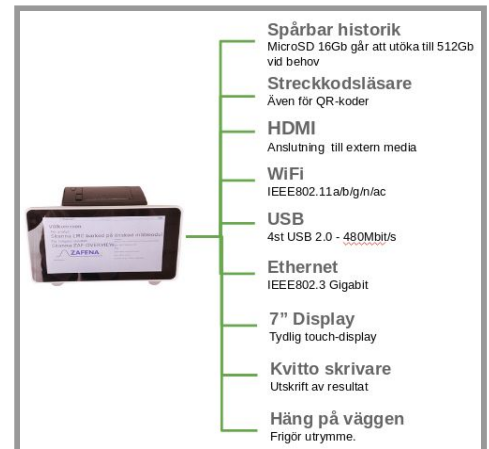 Spårbar historik
MicroSD 16Gb går att utöka till 512Gb
vid behov
Streckkodsläsare
Även för QR-koder
HDMI
Anslutning  till extern media
WiFi
IEEE802.11a/b/g/n/ac
USB
4st USB 2.0 - 480Mbit/s
Ethernet
IEEE802.3 Gigabit
7” Display
Tydlig touch-display
Kvitto skrivare
Utskrift av resultat
Häng på väggen
Frigör utrymme.
Välkommen
ZAFENA